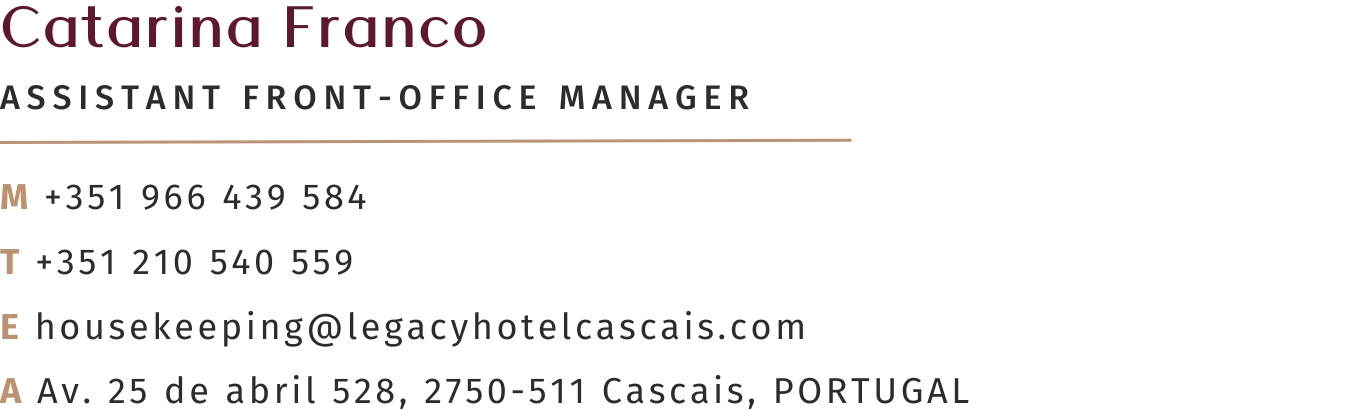 Catarina Franco
ASSISTANT FRONT-OFFICE MANAGER
M +351 966 439 584
T +351 210 540 559
E housekeeping@legacyhotelcascais.com
A Av. 25 de abril 528, 2750-511 Cascais, PORTUGAL